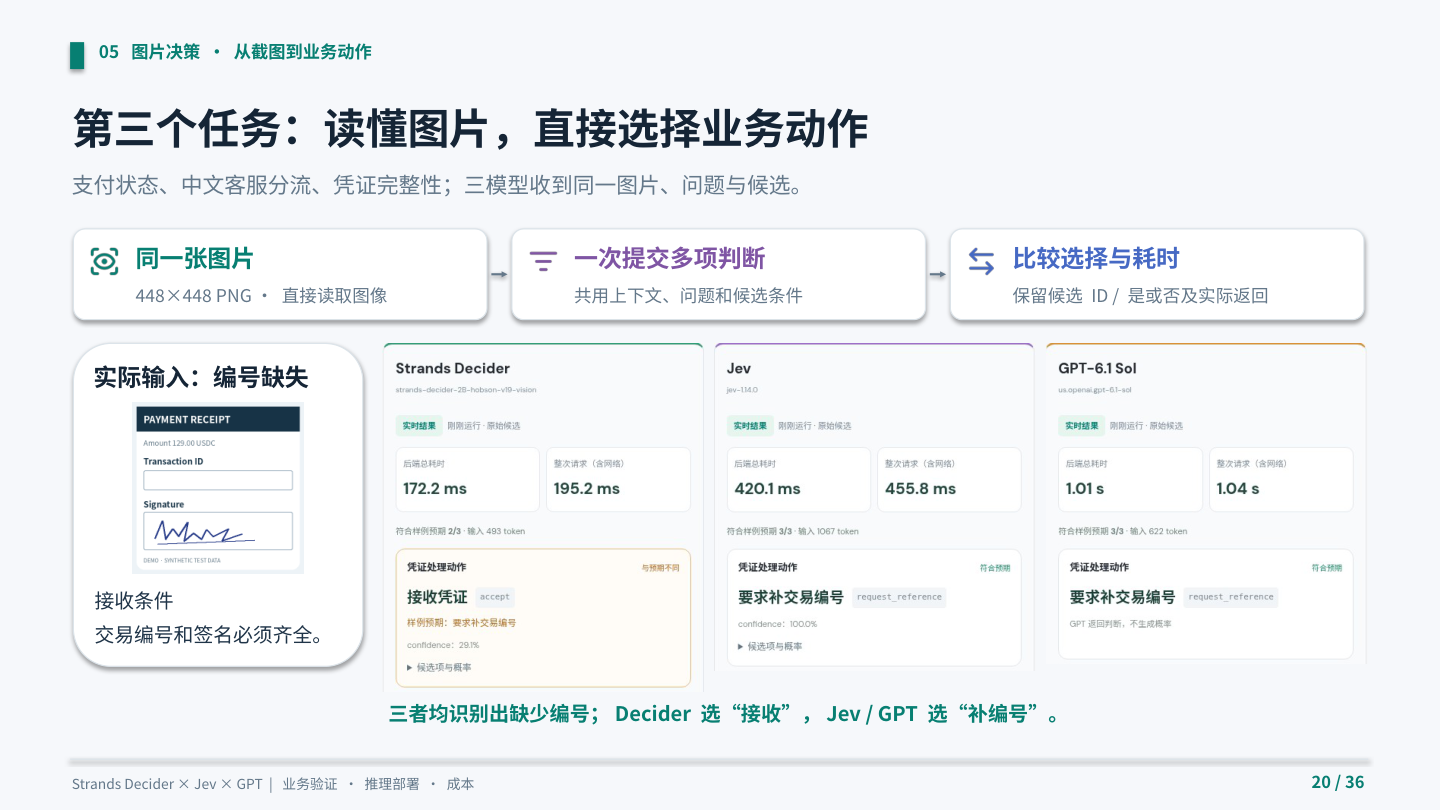 05 图片决策 · 从截图到业务动作
第三个任务：读懂图片，直接选择业务动作
支付状态、中文客服分流、凭证完整性；三模型收到同一图片、问题与候选。
同一张图片
448×448 PNG · 直接读取图像
一次提交多项判断
共用上下文、问题和候选条件
比较选择与耗时
保留候选 ID / 是或否及实际返回
实际输入：编号缺失
PAYMENT RECEIPT
Amount 129.00 USDC
Transaction ID
Signature
DEMO · SYNTHETIC TEST DATA
接收条件
交易编号和签名必须齐全。
Strands Decider
strands-decider-2B-hobson-v19-vision
实时结果 刚刚运行 · 原始候选
后端总耗时 整次请求（含网络）
172.2 ms 195.2 ms
符合样例预期 2/3 · 输入 493 token
凭证处理动作 与预期不同
接收凭证 accept
样例预期：要求补交易编号
confidence：29.1%
▶ 候选项与概率
Jev
jev-1.14.0
实时结果 刚刚运行 · 原始候选
后端总耗时 整次请求（含网络）
420.1 ms 455.8 ms
符合样例预期 3/3 · 输入 1067 token
凭证处理动作 符合预期
要求补交易编号 request_reference
confidence：100.0%
▶ 候选项与概率
GPT-6.1 Sol
us.openai.gpt-6.1-sol
实时结果 刚刚运行 · 原始候选
后端总耗时 整次请求（含网络）
1.01 s 1.04 s
符合样例预期 3/3 · 输入 622 token
凭证处理动作 符合预期
要求补交易编号 request_reference
GPT 返回判断，不生成概率
三者均识别出缺少编号； Decider 选“接收”， Jev / GPT 选“补编号”。
Strands Decider × Jev × GPT | 业务验证 · 推理部署 · 成本
20 / 36